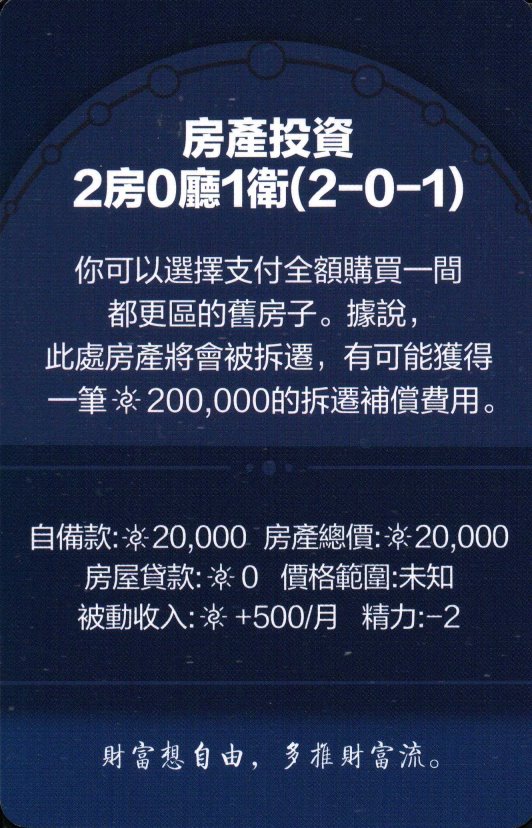 房產投資
2房0廳1衛(2-0-1)
你可以選擇支付全額購買一間
都更區的舊房子。據說，
此處房產將會被拆遷，有可能獲得
一筆200,000的拆遷補償費用。
自備款:20,000 房產總價:20,000
房屋貸款:0 價格範圍:未知
被動收入:+500/月 精力:-2
財富想自由，多推財富流。